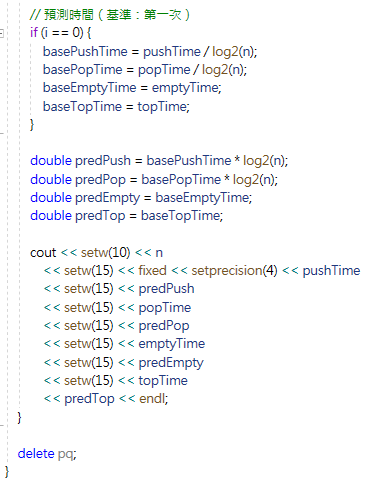 // 預測時間 ( 基準：第一次 )
if (i == 0) {
basePushTime = pushTime / log2(n);
basePopTime = popTime / log2(n);
baseEmptyTime = emptyTime;
baseTopTime = topTime;
}
double predPush = basePushTime * log2(n);
double predPop = basePopTime * log2(n);
double predEmpty = baseEmptyTime;
double predTop = baseTopTime;
cout << setw(10) << n
<< setw(15) << fixed << setprecision(4) << pushTime
<< setw(15) << predPush
<< setw(15) << popTime
<< setw(15) << predPop
<< setw(15) << emptyTime
<< setw(15) << predEmpty
<< setw(15) << topTime
<< predTop << endl;
}
delete pq;
}